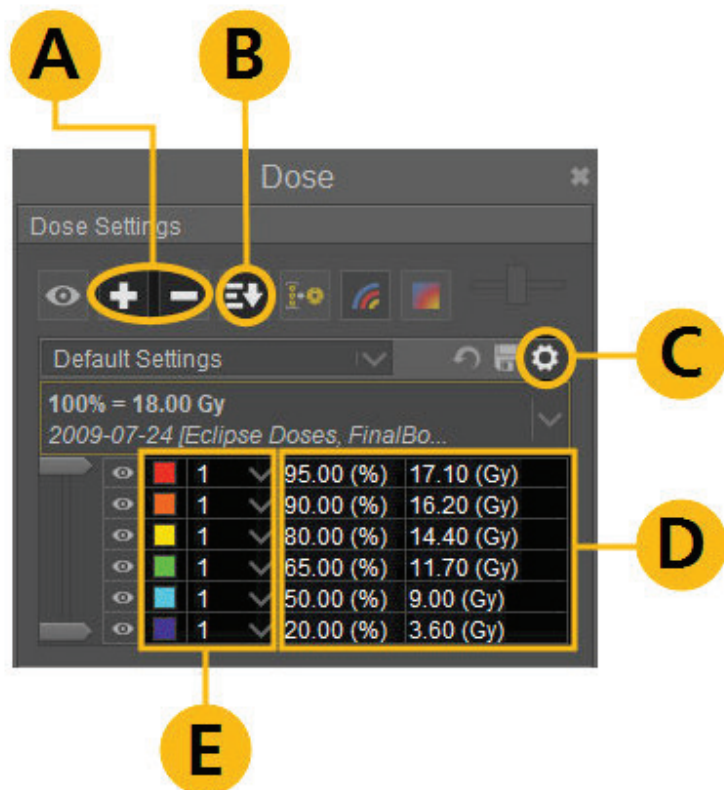 A B
Dose
Dose Settings
Default Settings
C
100% = 18.00 Gy
2009-07-24 [Eclipse Doses, FinalBo...
1 95.00 (%) 17.10 (Gy)
1 90.00 (%) 16.20 (Gy)
1 80.00 (%) 14.40 (Gy)
1 65.00 (%) 11.70 (Gy)
1 50.00 (%) 9.00 (Gy)
1 20.00 (%) 3.60 (Gy)
D
E